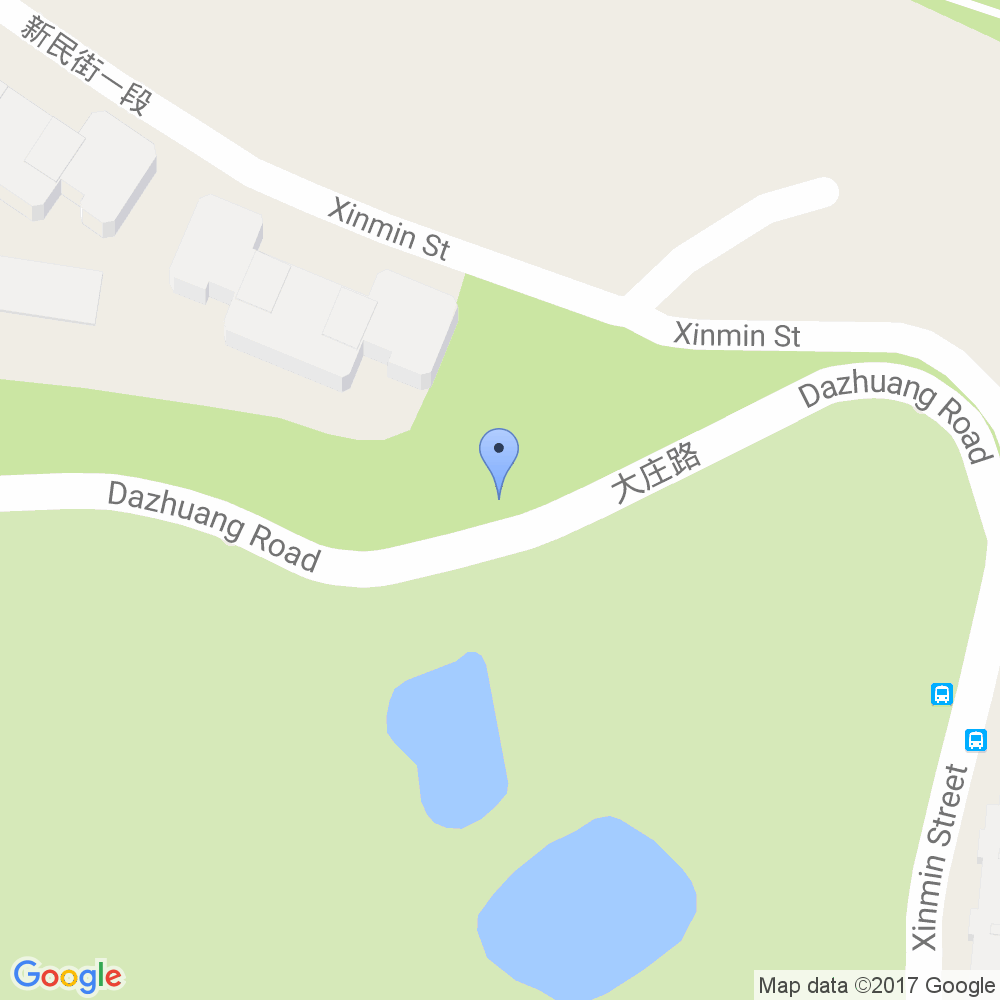 新民街一段
Xinmin St
Xinmin St
Dazhuang Road
大庄路
Dazhuang Road
Xinmin Street
Google
Map data ©2017 Google